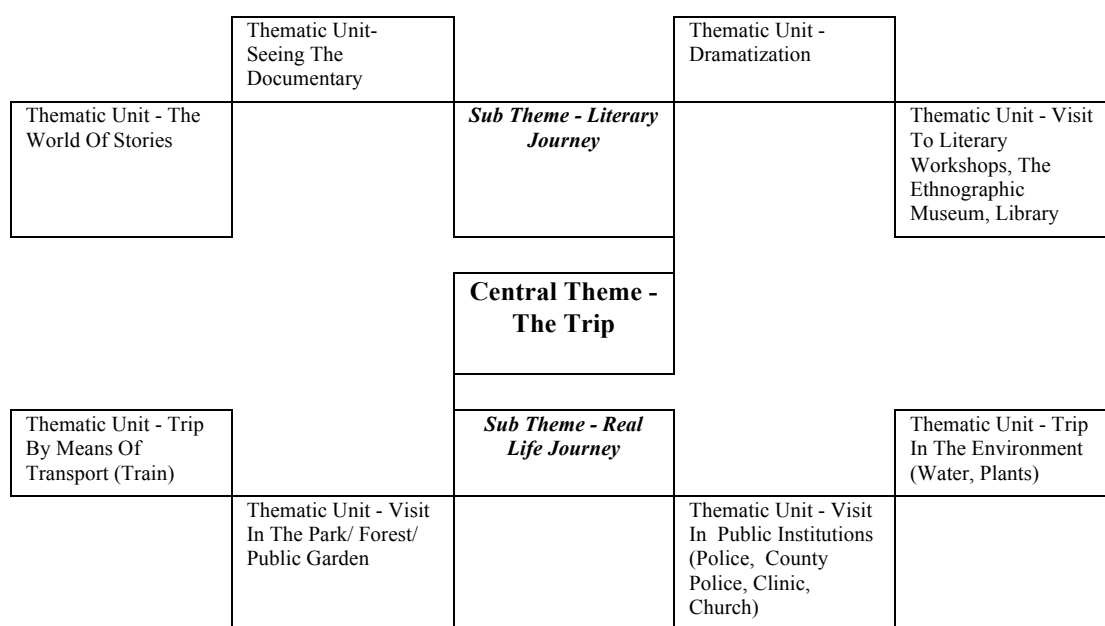 Thematic Unit-
Seeing The
Documentary
Thematic Unit -
Dramatization
Thematic Unit - The
World Of Stories
Sub Theme - Literary
Journey
Thematic Unit - Visit
To Literary
Workshops, The
Ethnographic
Museum, Library
Central Theme -
The Trip
Thematic Unit - Trip
By Means Of
Transport (Train)
Sub Theme - Real
Life Journey
Thematic Unit - Trip
In The Environment
(Water, Plants)
Thematic Unit - Visit
In The Park/ Forest/
Public Garden
Thematic Unit - Visit
In Public Institutions
(Police, County
Police, Clinic,
Church)